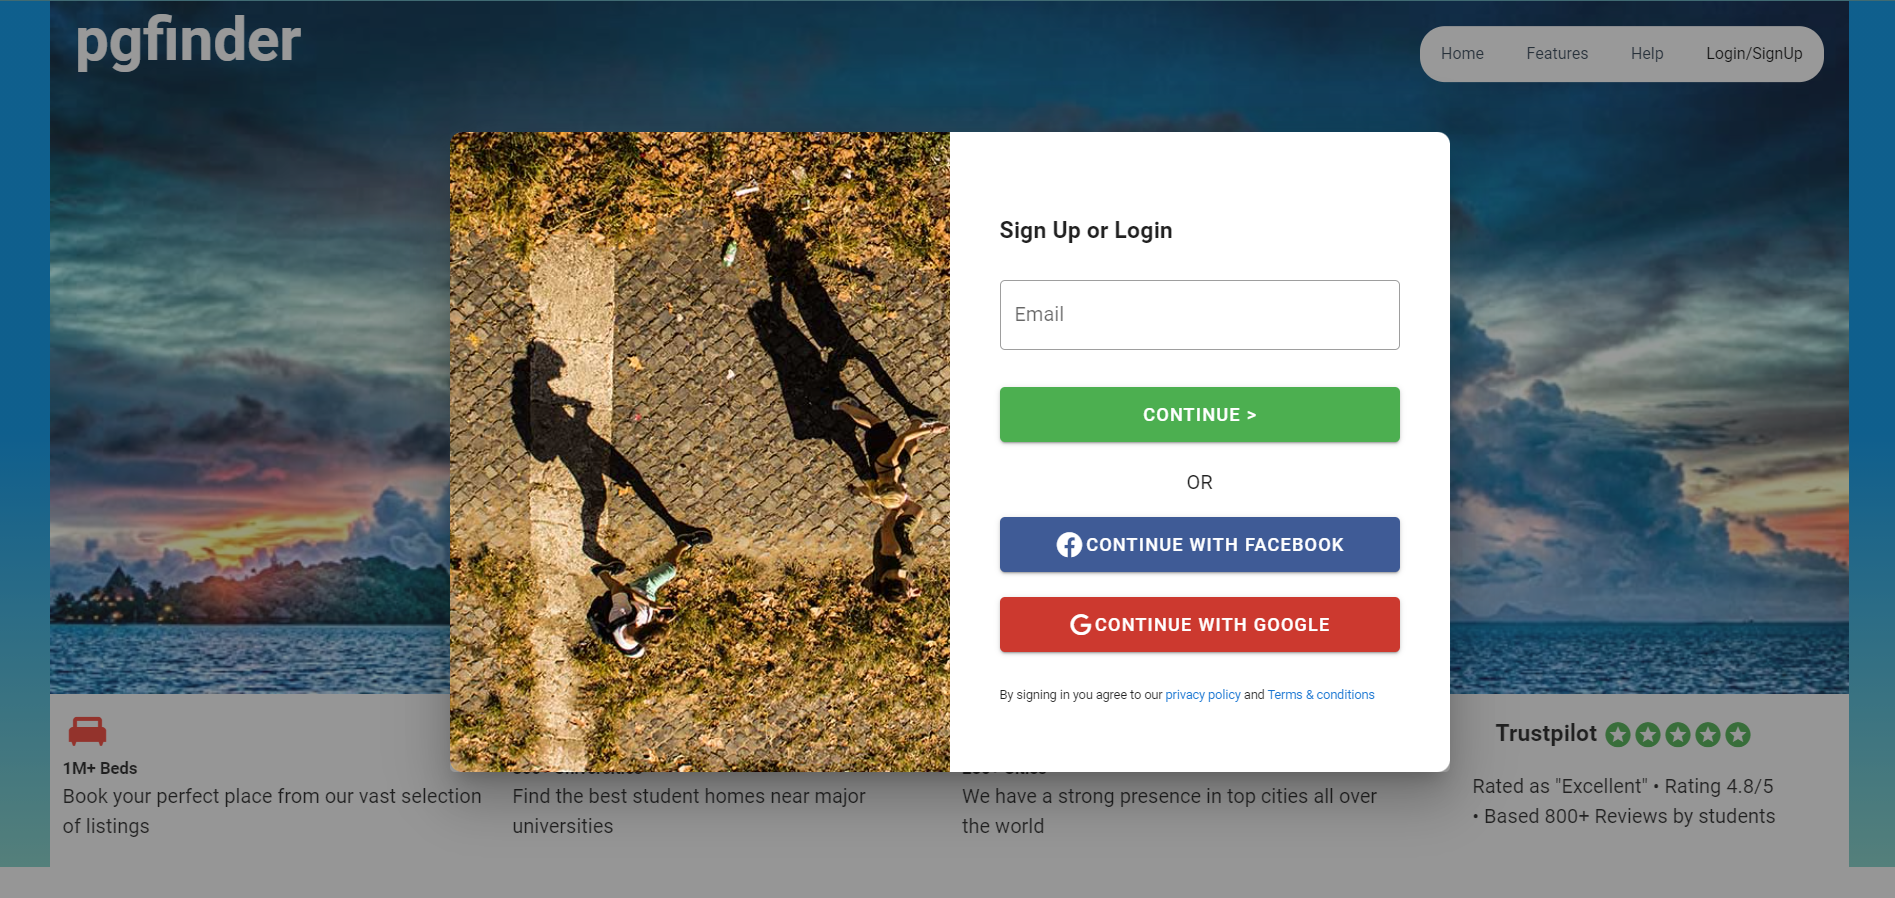 pgfinder
Home Features Help Login/SignUp
Sign Up or Login
Email
CONTINUE >
OR
CONTINUE WITH FACEBOOK
CONTINUE WITH GOOGLE
By signing in you agree to our privacy policy and Terms & conditions
1M+ Beds
Book your perfect place from our vast selection
of listings
Find the best student homes near major
universities
We have a strong presence in top cities all over
the world
Trustpilot
Rated as "Excellent" • Rating 4.8/5
• Based 800+ Reviews by students